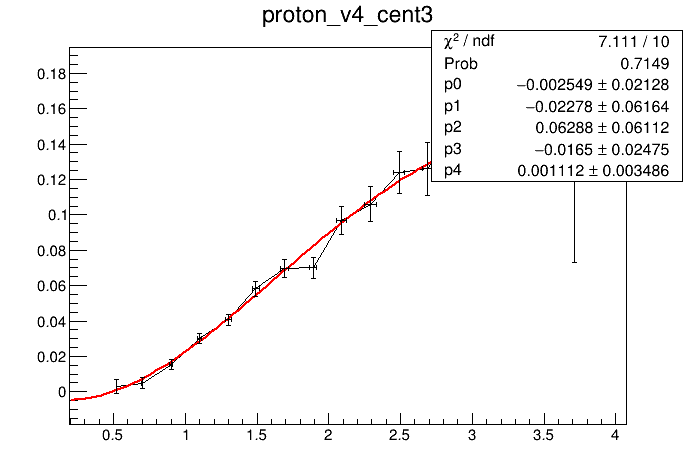 proton_v4_cent3
χ² / ndf 7.111 / 10
Prob 0.7149
p0 −0.002549 ± 0.02128
p1 −0.02278 ± 0.06164
p2 0.06288 ± 0.06112
p3 −0.0165 ± 0.02475
p4 0.001112 ± 0.003486
0.18
0.16
0.14
0.12
0.1
0.08
0.06
0.04
0.02
0
0.5 1 1.5 2 2.5 3 3.5 4